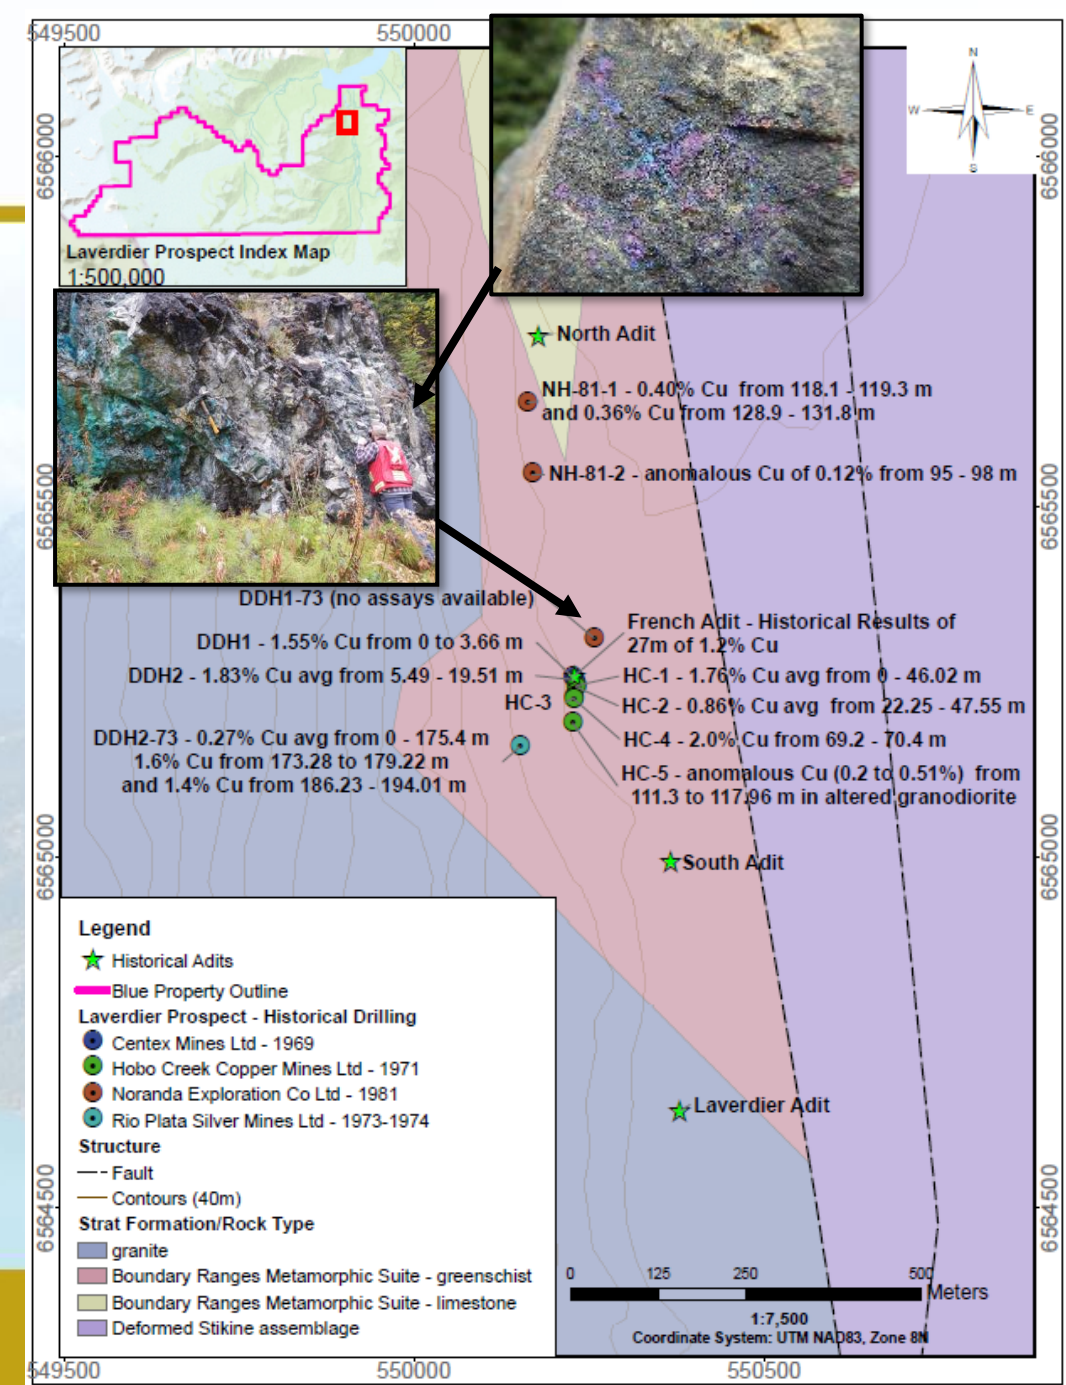 549500
550000
N
W
E
S
6566000
6566000
Laverdier Prospect Index Map
1:500,000
North Adit
NH-81-1 - 0.40% Cu from 118.1 - 119.3 m
and 0.36% Cu from 128.9 - 131.8 m
NH-81-2 - anomalous Cu of 0.12% from 95 - 98 m
6565500
6565500
DDH1-73 (no assays available)
French Adit - Historical Results of
27m of 1.2% Cu
DDH1 - 1.55% Cu from 0 to 3.66 m
DDH2 - 1.83% Cu avg from 5.49 - 19.51 m
HC-1 - 1.76% Cu avg from 0 - 46.02 m
HC-3
HC-2 - 0.86% Cu avg from 22.25 - 47.55 m
DDH2-73 - 0.27% Cu avg from 0 - 175.4 m
1.6% Cu from 173.28 to 179.22 m
and 1.4% Cu from 186.23 - 194.01 m
HC-4 - 2.0% Cu from 69.2 - 70.4 m
HC-5 - anomalous Cu (0.2 to 0.51%) from
111.3 to 117.96 m in altered granodiorite
6565000
6565000
South Adit
Laverdier Adit
Legend
Historical Adits
Blue Property Outline
Laverdier Prospect - Historical Drilling
Centex Mines Ltd - 1969
Hobo Creek Copper Mines Ltd - 1971
Noranda Exploration Co Ltd - 1981
Rio Plata Silver Mines Ltd - 1973-1974
Structure
Fault
Contours (40m)
Strat Formation/Rock Type
granite
Boundary Ranges Metamorphic Suite - greenschist
Boundary Ranges Metamorphic Suite - limestone
Deformed Stikine assemblage
6564500
6564500
0 125 250 500
Meters
1:7,500
Coordinate System: UTM NAD83, Zone 8N
549500
550000
550500